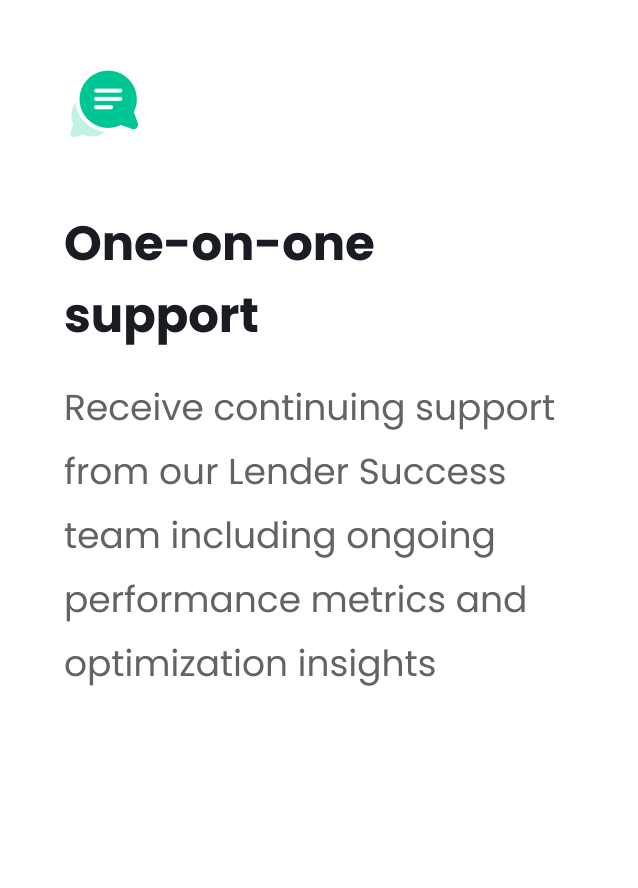 One-on-one
support
Receive continuing support
from our Lender Success
team including ongoing
performance metrics and
optimization insights